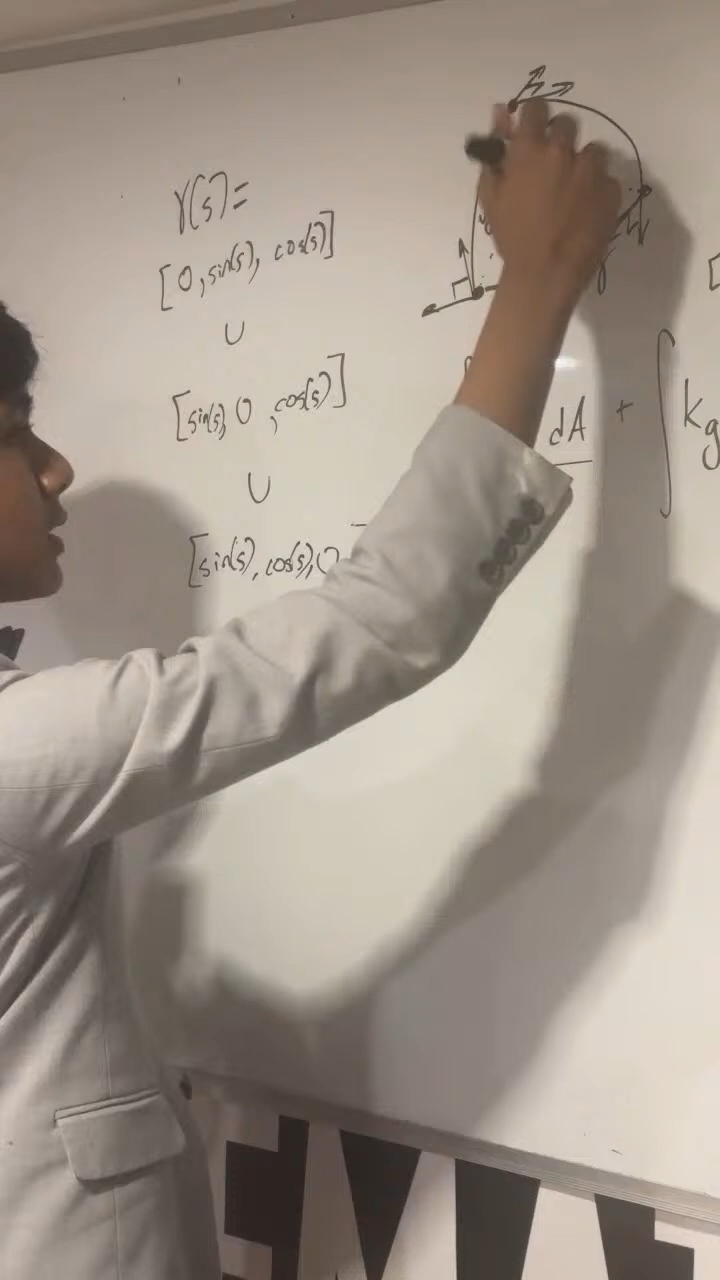 γ(s)=
[0, sin(s), cos(s)]
∪
[sin(s), 0, cos(s)]
∪
[sin(s), cos(s), 0
γ
[
dA + ∫ kg